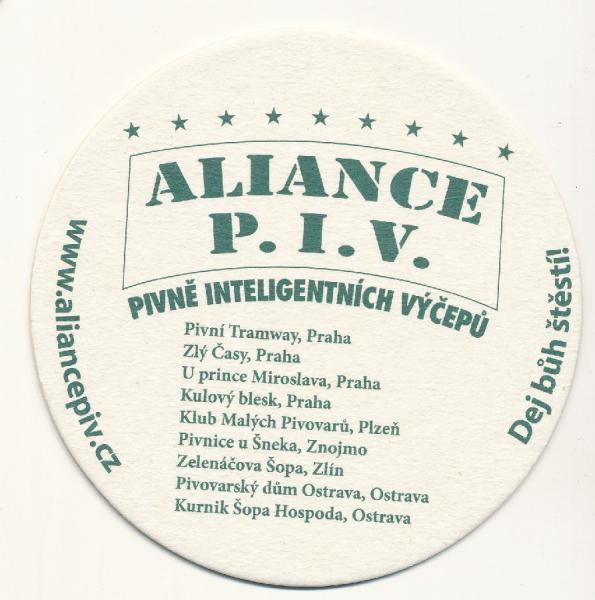 ALIANCE
P. I. V.
PIVNĚ INTELIGENTNÍCH VÝČEPŮ
Pivní Tramway, Praha
Zlý Časy, Praha
U prince Miroslava, Praha
Kulový blesk, Praha
Klub Malých Pivovarů, Plzeň
Pivnice u Šneka, Znojmo
Zelenáčova Šopa, Zlín
Pivovarský dům Ostrava, Ostrava
Kurnik Šopa Hospoda, Ostrava
www.aliancepiv.cz
Dej bůh štěstí!